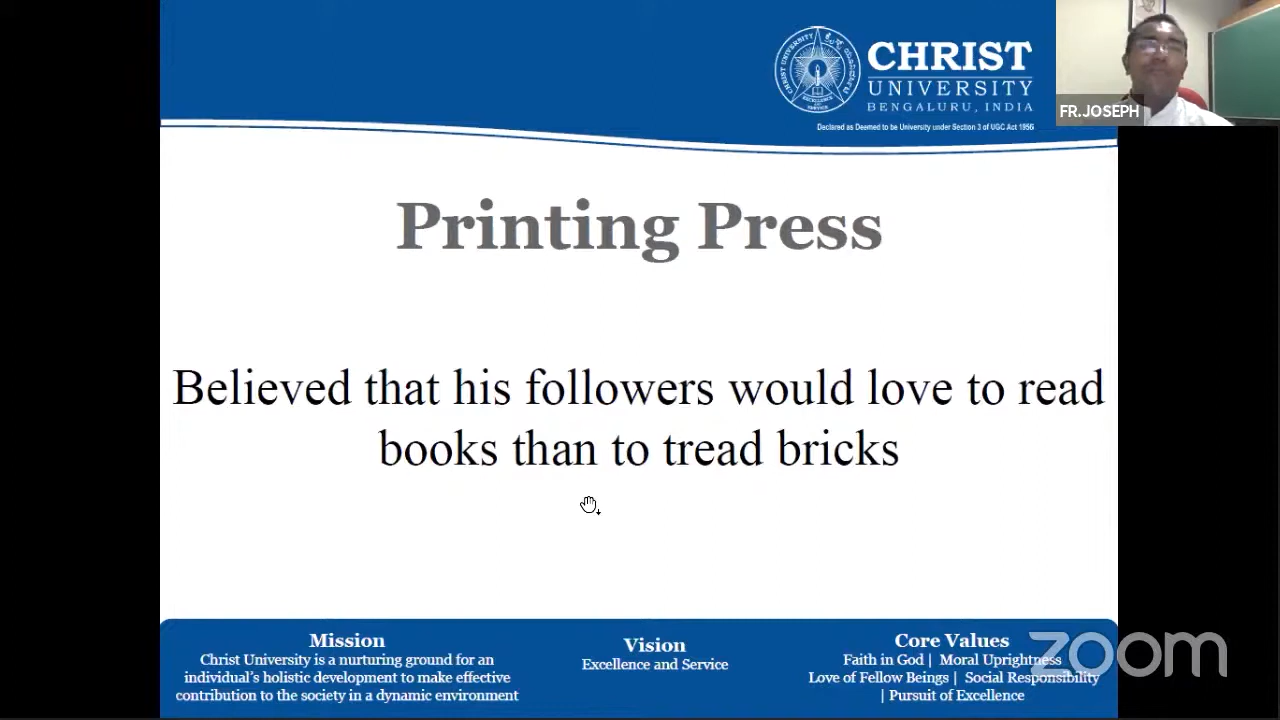 CHRIST
UNIVERSITY
BENGALURU, INDIA
Declared as Deemed to be University under Section 3 of UGC Act 1956
FR.JOSEPH
Printing Press
Believed that his followers would love to read
books than to tread bricks
Mission
Christ University is a nurturing ground for an
individual's holistic development to make effective
contribution to the society in a dynamic environment
Vision
Excellence and Service
Core Values
Faith in God | Moral Uprightness
Love of Fellow Beings | Social Responsibility
| Pursuit of Excellence
zoom